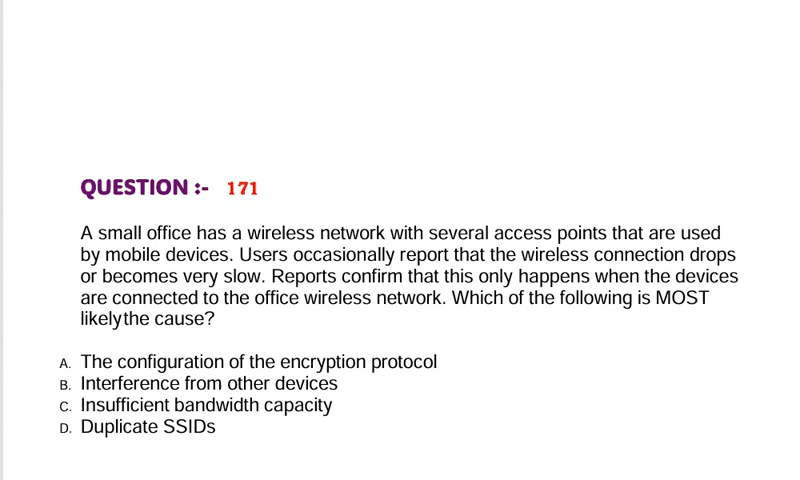 QUESTION :- 171
A small office has a wireless network with several access points that are used
by mobile devices. Users occasionally report that the wireless connection drops
or becomes very slow. Reports confirm that this only happens when the devices
are connected to the office wireless network. Which of the following is MOST
likelythe cause?
A. The configuration of the encryption protocol
B. Interference from other devices
C. Insufficient bandwidth capacity
D. Duplicate SSIDs